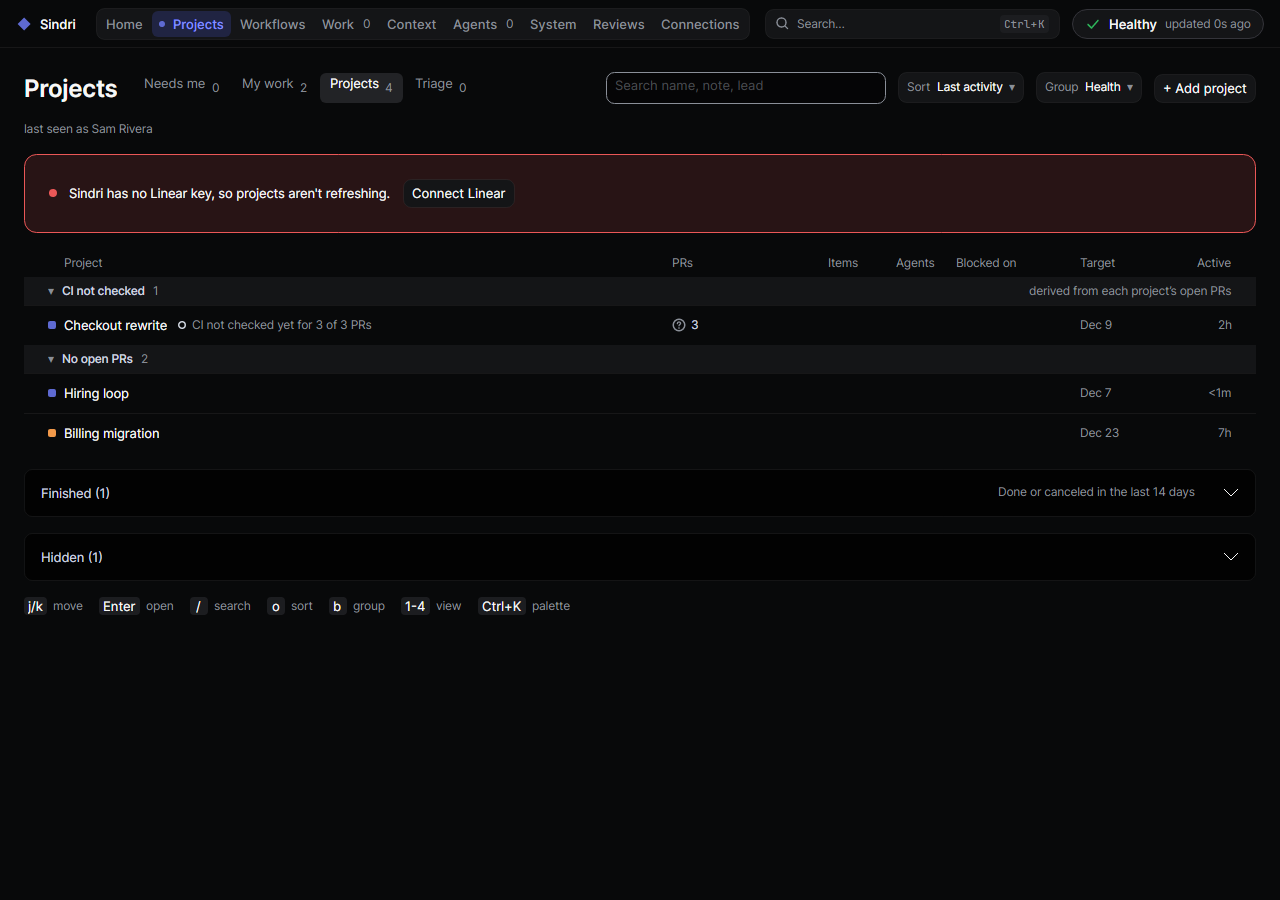 Sindri Home Projects Workflows Work 0 Context Agents 0 System Reviews Connections Search... Ctrl+K Healthy updated 0s ago
Projects Needs me 0 My work 2 Projects 4 Triage 0 Search name, note, lead Sort Last activity ▾ Group Health ▾ + Add project
last seen as Sam Rivera
Sindri has no Linear key, so projects aren't refreshing. Connect Linear
Project PRs Items Agents Blocked on Target Active
▾ CI not checked 1 derived from each project's open PRs
Checkout rewrite CI not checked yet for 3 of 3 PRs ? 3 Dec 9 2h
▾ No open PRs 2
Hiring loop Dec 7 <1m
Billing migration Dec 23 7h
Finished (1) Done or canceled in the last 14 days
Hidden (1)
j/k move Enter open / search o sort b group 1-4 view Ctrl+K palette